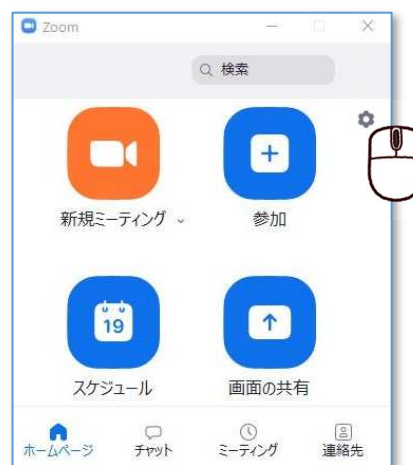 Zoom
検索
新規ミーティング
参加
19
スケジュール
画面の共有
ホームページ
チャット
ミーティング
連絡先